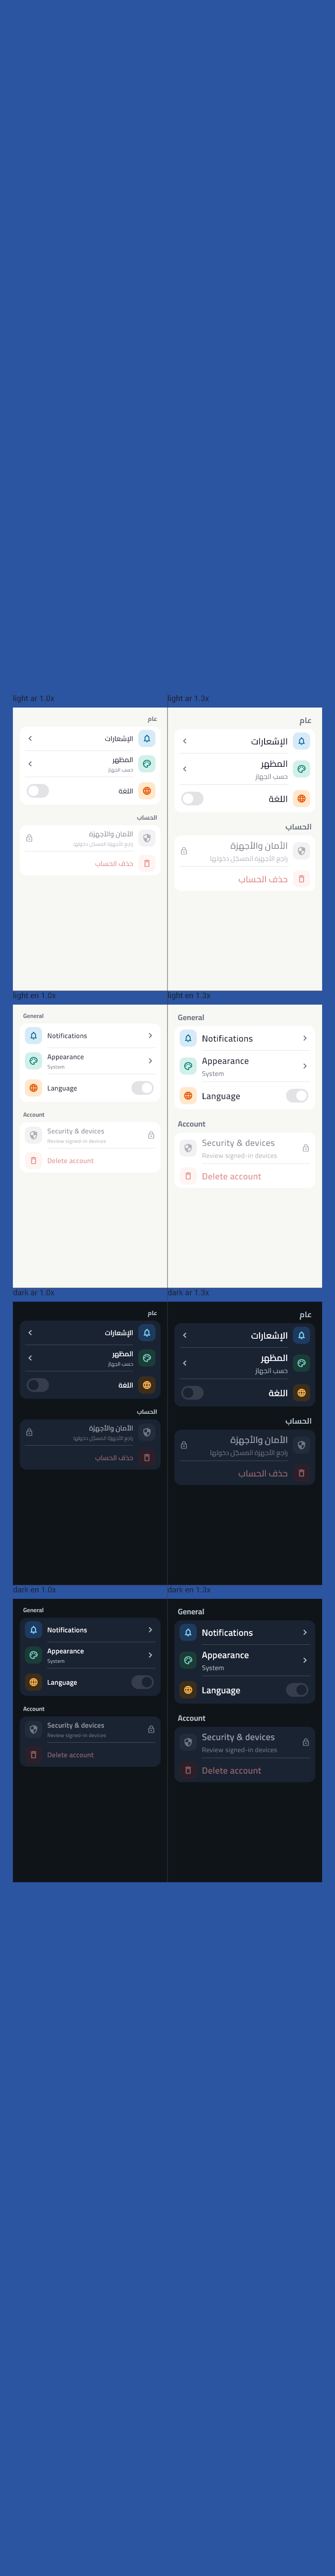 light ar 1.0x
عام
الإشعارات
المظهر
حسب الجهاز
اللغة
الحساب
الأمان والأجهزة
راجع الأجهزة المسجّل دخولها
حذف الحساب
light ar 1.3x
عام
الإشعارات
المظهر
حسب الجهاز
اللغة
الحساب
الأمان والأجهزة
راجع الأجهزة المسجّل دخولها
حذف الحساب
light en 1.0x
General
Notifications
Appearance
System
Language
Account
Security & devices
Review signed-in devices
Delete account
light en 1.3x
General
Notifications
Appearance
System
Language
Account
Security & devices
Review signed-in devices
Delete account
dark ar 1.0x
عام
الإشعارات
المظهر
حسب الجهاز
اللغة
الحساب
الأمان والأجهزة
راجع الأجهزة المسجّل دخولها
حذف الحساب
dark ar 1.3x
عام
الإشعارات
المظهر
حسب الجهاز
اللغة
الحساب
الأمان والأجهزة
راجع الأجهزة المسجّل دخولها
حذف الحساب
dark en 1.0x
General
Notifications
Appearance
System
Language
Account
Security & devices
Review signed-in devices
Delete account
dark en 1.3x
General
Notifications
Appearance
System
Language
Account
Security & devices
Review signed-in devices
Delete account